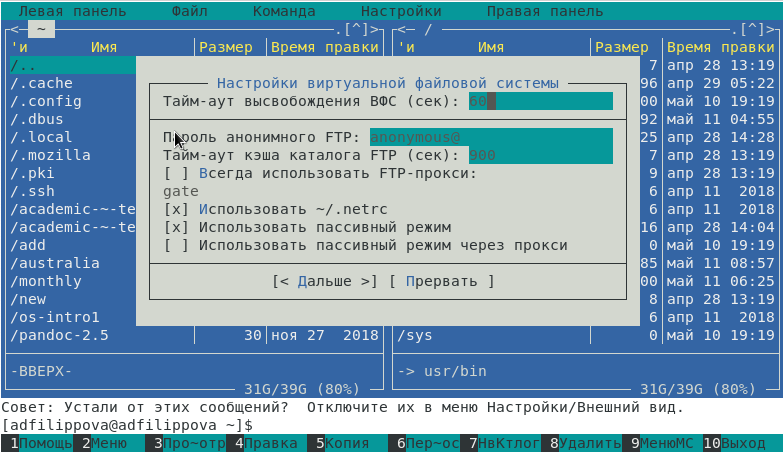 Левая панель Файл Команда Настройки Правая панель
<─ ~ .[^]> <─ / .[^]>
'и Имя Размер Время правки 'и Имя Размер Время правки
/.. 7 апр 28 13:19
/.cache 96 апр 29 05:22
/.config 00 май 10 19:19
/.dbus 92 май 11 04:55
/.local 25 апр 28 14:28
/.mozilla 7 апр 28 13:19
/.pki 9 апр 28 13:19
/.ssh 6 апр 11 2018
/academic-~-te 6 апр 11 2018
/academic-~-te 16 апр 28 14:04
/add 0 май 10 19:19
/australia 85 май 11 08:57
/monthly 00 май 11 06:25
/new 8 апр 28 13:19
/os-intro1 6 апр 11 2018
/pandoc-2.5 30 ноя 27 2018 /sys 0 май 10 19:19
Настройки виртуальной файловой системы
Тайм-аут высвобождения ВФС (сек): 60
Пароль анонимного FTP: anonymous@
Тайм-аут кэша каталога FTP (сек): 900
[ ] Всегда использовать FTP-прокси:
gate
[x] Использовать ~/.netrc
[x] Использовать пассивный режим
[ ] Использовать пассивный режим через прокси
[< Дальше >] [ Прервать ]
-ВВЕРХ- -> usr/bin
31G/39G (80%) 31G/39G (80%)
Совет: Устали от этих сообщений? Отключите их в меню Настройки/Внешний вид.
[adfilippova@adfilippova ~]$
1Помощь 2Меню 3Про~отр 4Правка 5Копия 6Пер~ос 7НвКтлог 8Удалить 9МенюMC 10Выход